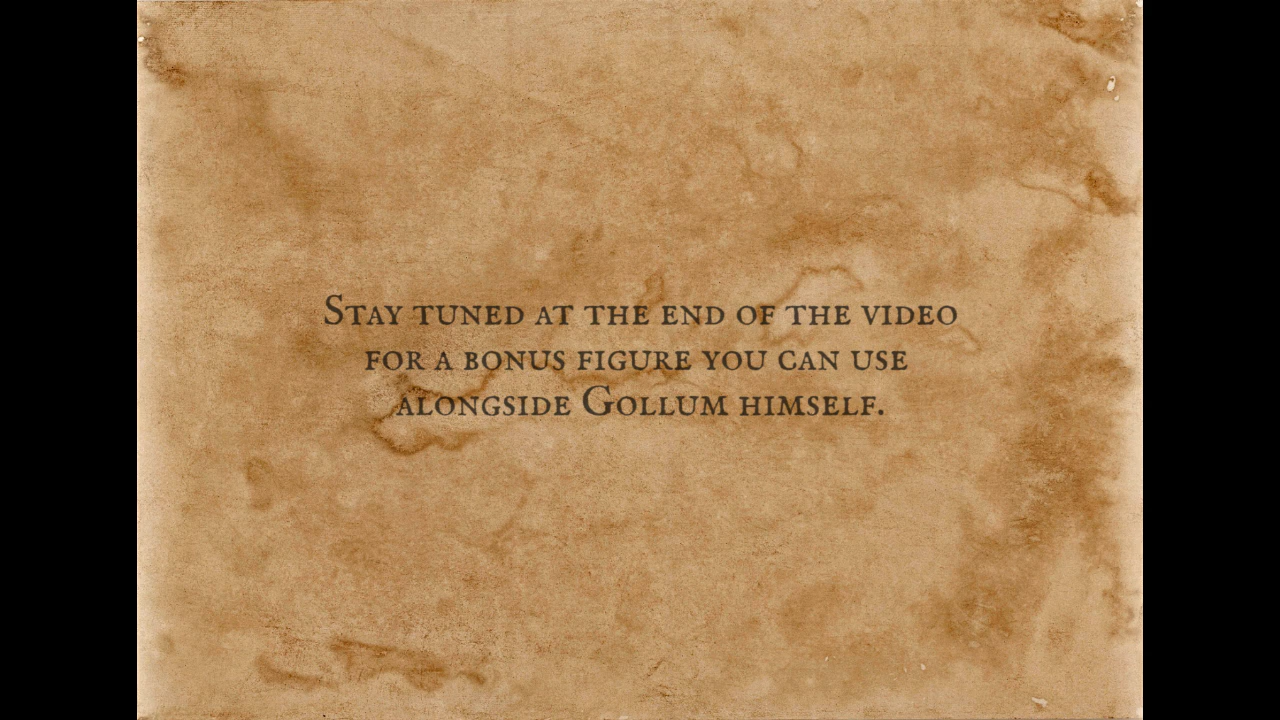 Stay tuned at the end of the video
for a bonus figure you can use
alongside Gollum himself.